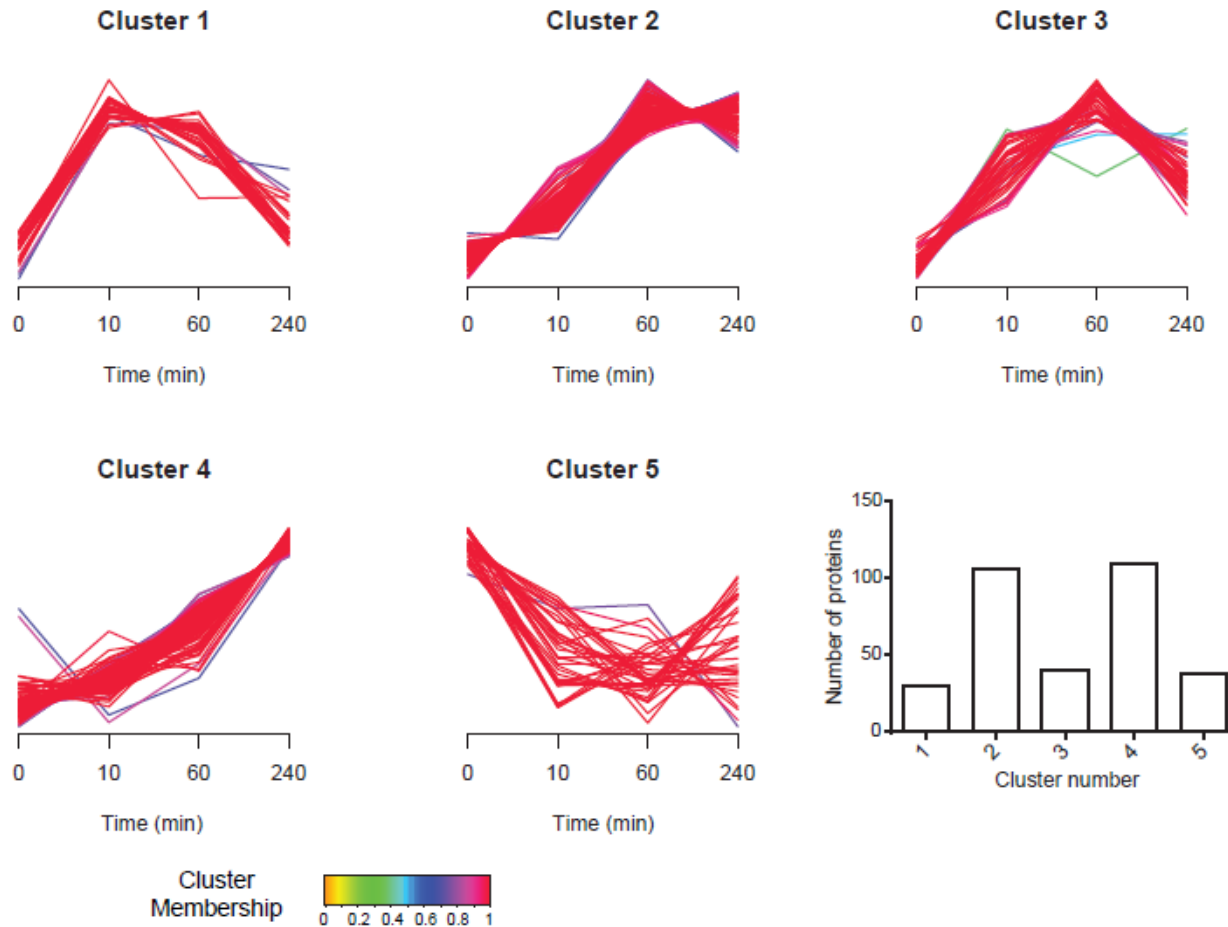 Cluster 1
0 10 60 240
Time (min)
Cluster 2
0 10 60 240
Time (min)
Cluster 3
0 10 60 240
Time (min)
Cluster 4
0 10 60 240
Time (min)
Cluster 5
0 10 60 240
Time (min)
Number of proteins
150
100
50
0
1 2 3 4 5
Cluster number
Cluster
Membership
0 0.2 0.4 0.6 0.8 1